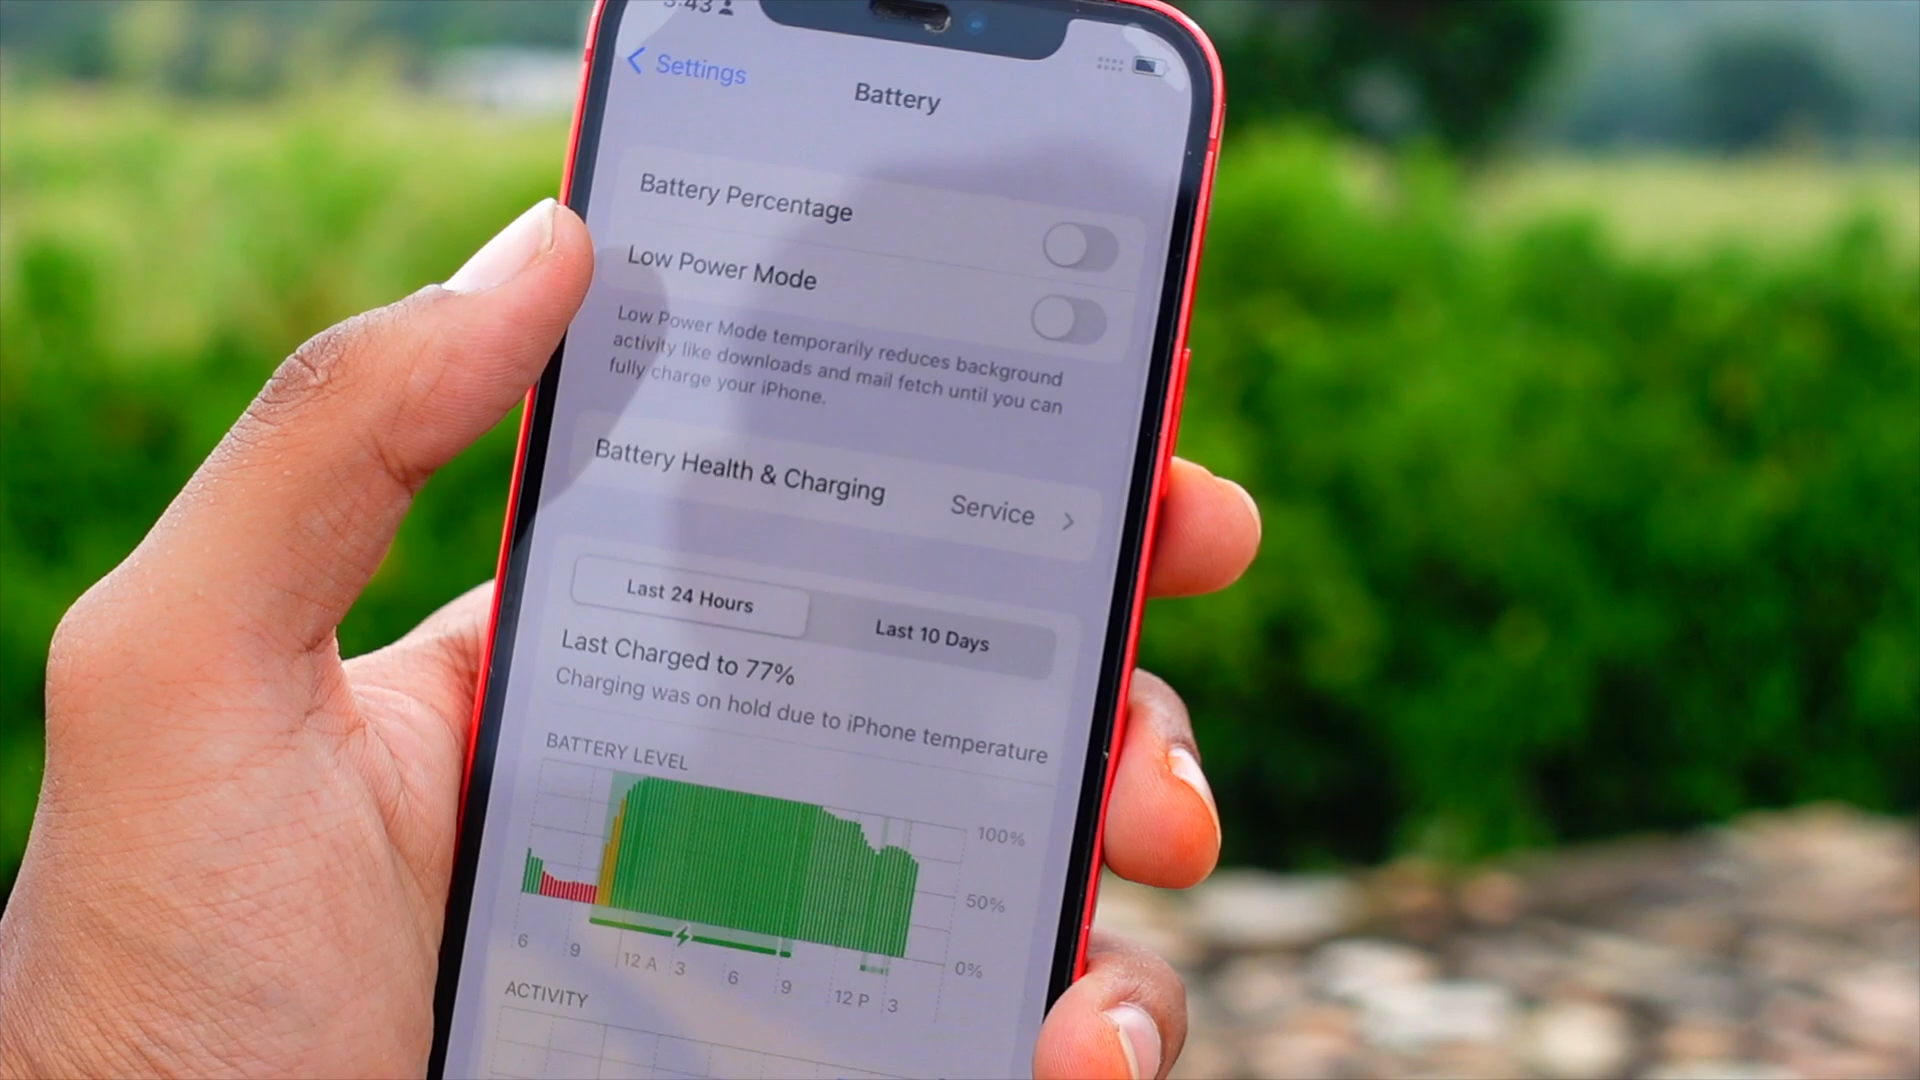 3:43
Settings
Battery
Battery Percentage
Low Power Mode
Low Power Mode temporarily reduces background
activity like downloads and mail fetch until you can
fully charge your iPhone.
Battery Health & Charging Service
Last 24 Hours Last 10 Days
Last Charged to 77%
Charging was on hold due to iPhone temperature
BATTERY LEVEL
100%
50%
0%
6 9 12 A 3 6 9 12 P 3
ACTIVITY